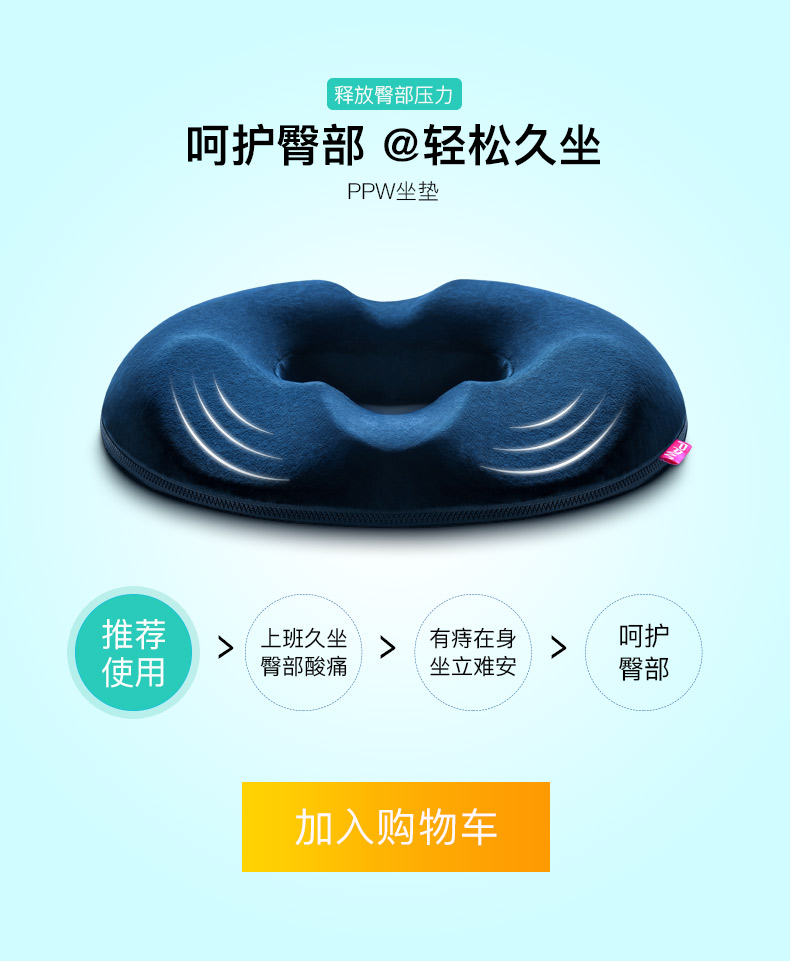 释放臀部压力
呵护臀部 @轻松久坐
PPW坐垫
推荐
使用
>
上班久坐
臀部酸痛
>
有痔在身
坐立难安
>
呵护
臀部
加入购物车